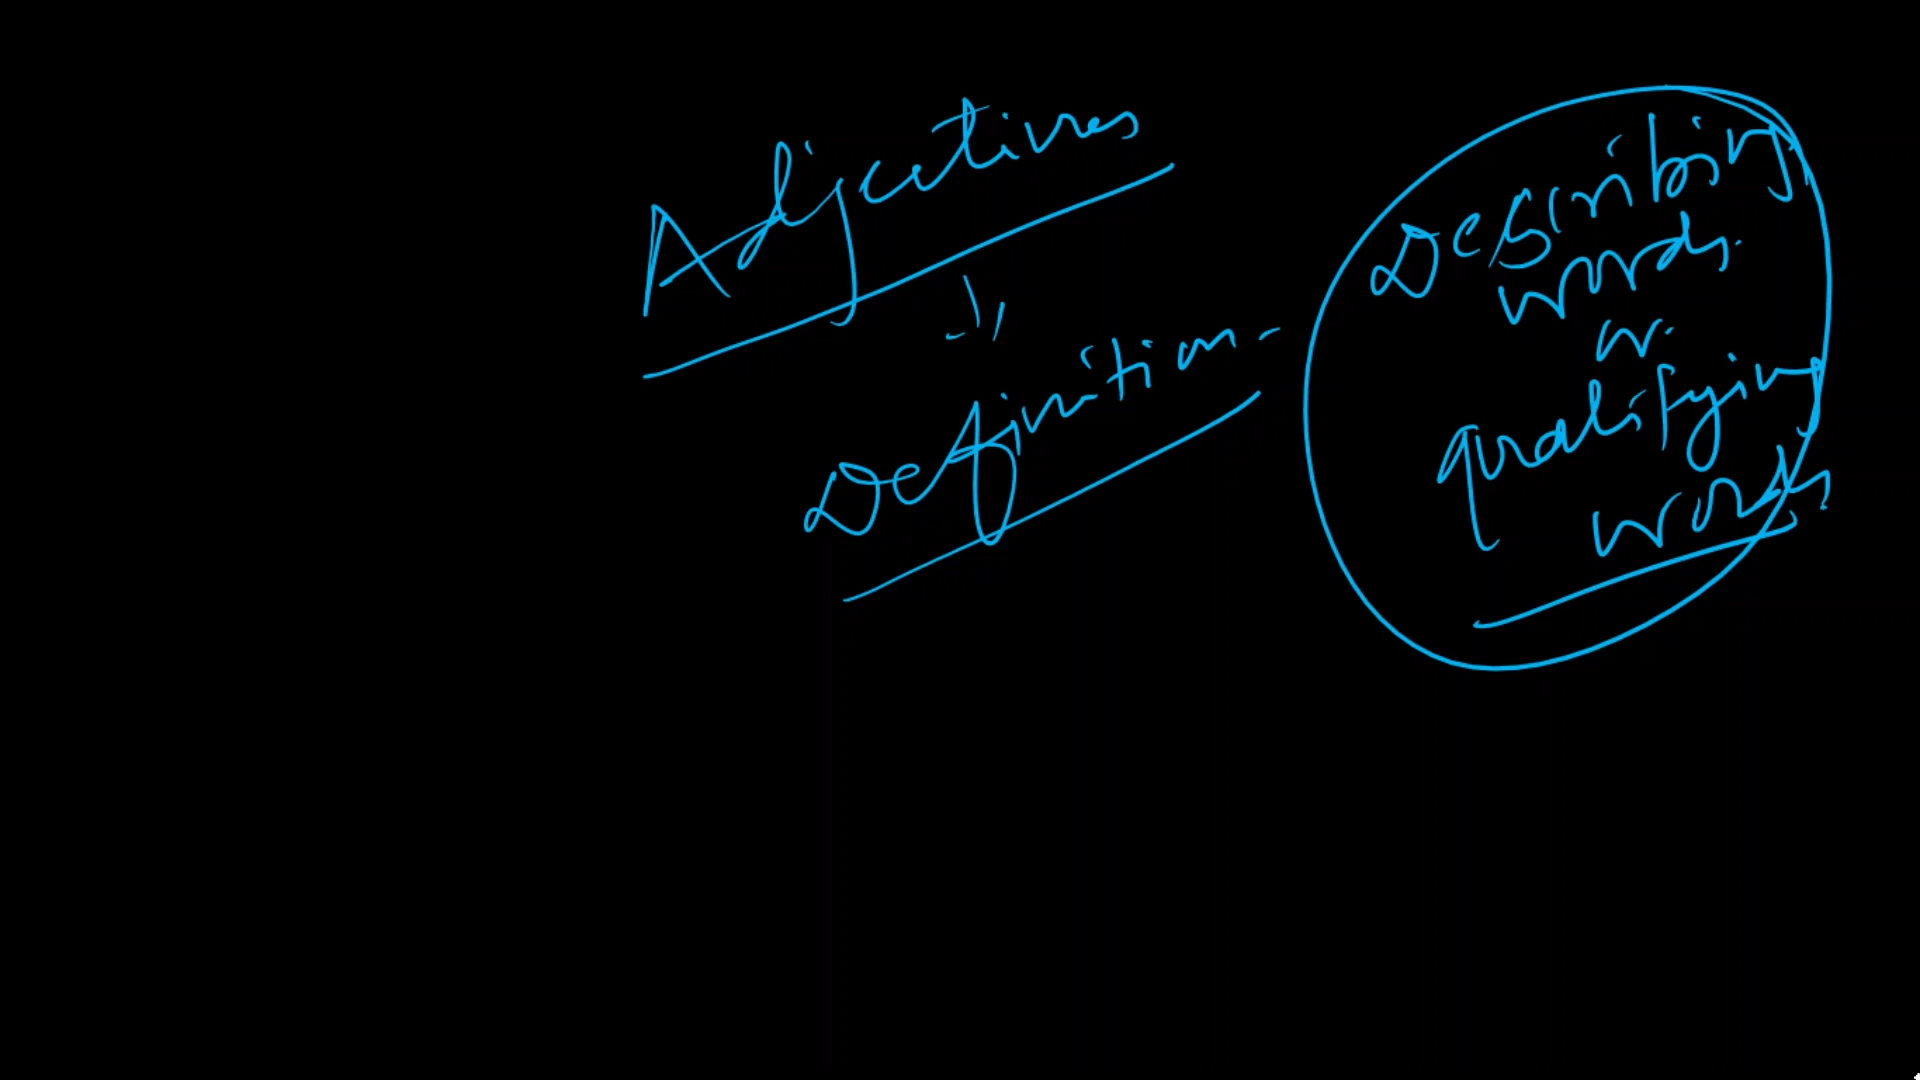 Adjectives
Definition -
Describing
words.
or
qualifying
words